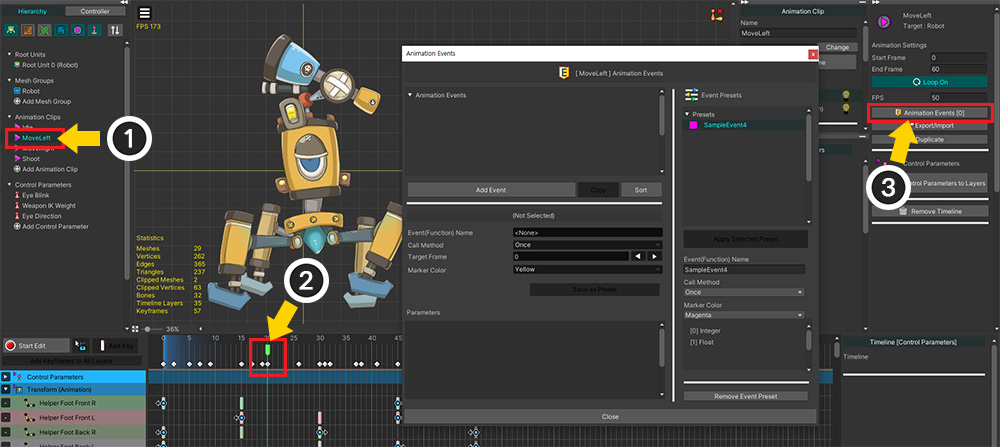 Hierarchy
Controller
Root Units
Root Unit 0 (Robot)
Mesh Groups
Robot
Add Mesh Group
Animation Clips
Idle
MoveLeft
MoveRight
Shoot
Add Animation Clip
Control Parameters
Eye Blink
Weapon IK Weight
Eye Direction
Add Control Parameter
1
FPS 173
Statistics
Meshes 29
Vertices 262
Edges 365
Triangles 237
Clipped Meshes 2
Clipped Vertices 63
Bones 32
Timeline Layers 35
Keyframes 57
36%
2
Animation Events
[ MoveLeft ] Animation Events
Animation Events
Add Event
Copy
Sort
(Not Selected)
Event(Function) Name <None>
Call Method Once
Target Frame 0
Marker Color Yellow
Save as Preset
Parameters
Event Presets
Presets
SampleEvent4
Apply Selected Preset
Event(Function) Name
SampleEvent4
Call Method
Once
Marker Color
Magenta
[0] Integer
[1] Float
Remove Event Preset
Close
Animation Clip
Name
MoveLeft
Change
MoveLeft
Target : Robot
Animation Settings
Start Frame 0
End Frame 60
Loop On
FPS 50
Animation Events [0]
Export/Import
Duplicate
Control Parameters
Control Parameters to Layers
Remove Timeline
3
Start Edit
Add Key
Add Keyframes to All Layers
0 5 10 15 20 25 30 35 40 45
Control Parameters
Transform (Animation)
Helper Foot Front R
Helper Foot Front L
Helper Foot Back R
Helper Foot Back L
Timeline [Control Parameters]
Timeline